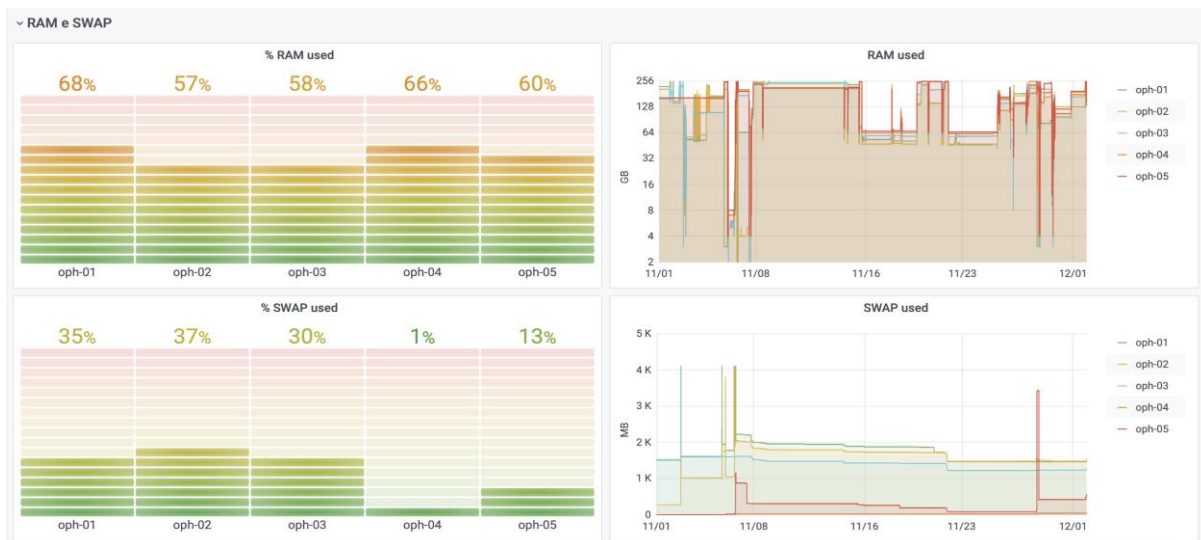 RAM e SWAP
% RAM used
68% 57% 58% 66% 60%
oph-01 oph-02 oph-03 oph-04 oph-05
RAM used
256
128
64
32
16
8
4
2
GB
11/01 11/08 11/16 11/23 12/01
oph-01
oph-02
oph-03
oph-04
oph-05
% SWAP used
35% 37% 30% 1% 13%
oph-01 oph-02 oph-03 oph-04 oph-05
SWAP used
5 K
4 K
3 K
2 K
1 K
0
MB
11/01 11/08 11/16 11/23 12/01
oph-01
oph-02
oph-03
oph-04
oph-05